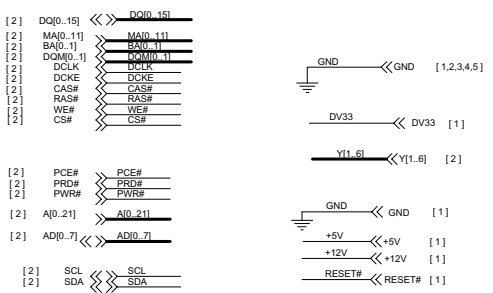 [ 2 ] DQ[0..15] DQ[0..15]
[ 2 ] MA[0..11] MA[0..11]
[ 2 ] BA[0..1] BA[0..1]
[ 2 ] DQM[0..1] DQM[0..1]
[ 2 ] DCLK DCLK
[ 2 ] DCKE DCKE
[ 2 ] CAS# CAS#
[ 2 ] RAS# RAS#
[ 2 ] WE# WE#
[ 2 ] CS# CS#
[ 2 ] PCE# PCE#
[ 2 ] PRD# PRD#
[ 2 ] PWR# PWR#
[ 2 ] A[0..21] A[0..21]
[ 2 ] AD[0..7] AD[0..7]
[ 2 ] SCL SCL
[ 2 ] SDA SDA
GND GND [ 1,2,3,4,5 ]
DV33 DV33 [ 1 ]
Y[1..6] Y[1..6] [ 2 ]
GND GND [ 1 ]
+5V +5V [ 1 ]
+12V +12V [ 1 ]
RESET# RESET# [ 1 ]